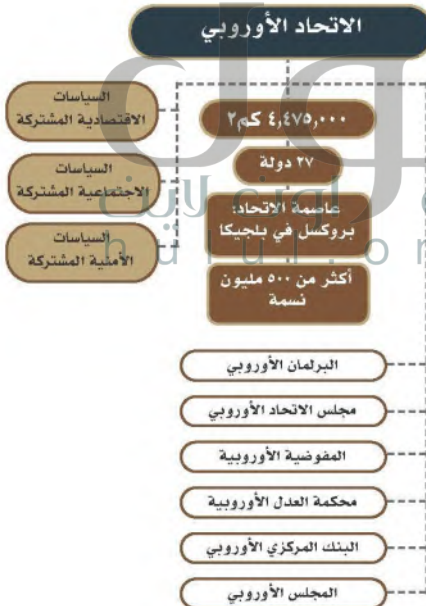 الاتحاد الأوروبي
السياسات
الاقتصادية المشتركة
السياسات
الاجتماعية المشتركة
السياسات
الأمنية المشتركة
٤,٤٧٥,٠٠٠ كم٢
٢٧ دولة
عاصمة الاتحاد:
بروكسل في بلجيكا
أكثر من ٥٠٠ مليون
نسمة
البرلمان الأوروبي
مجلس الاتحاد الأوروبي
المفوضية الأوروبية
محكمة العدل الأوروبية
البنك المركزي الأوروبي
المجلس الأوروبي